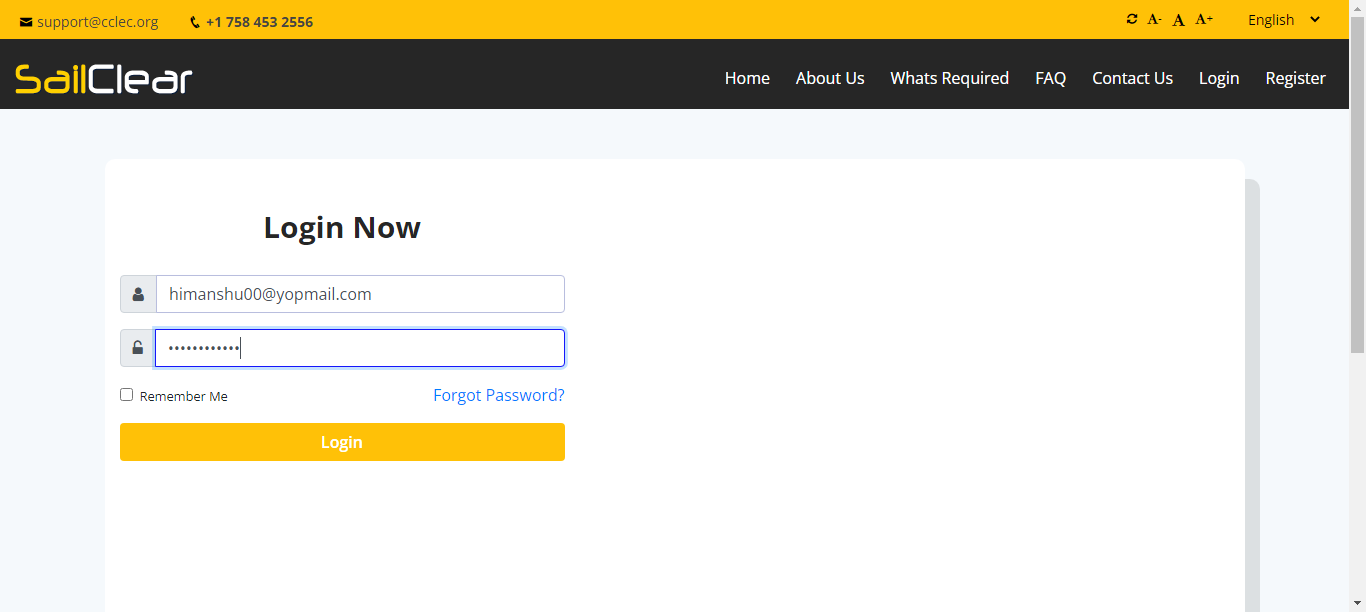 support@cclec.org +1 758 453 2556 A- A A+ English
SailClear Home About Us Whats Required FAQ Contact Us Login Register
Login Now
himanshu00@yopmail.com
••••••••••••
Remember Me Forgot Password?
Login